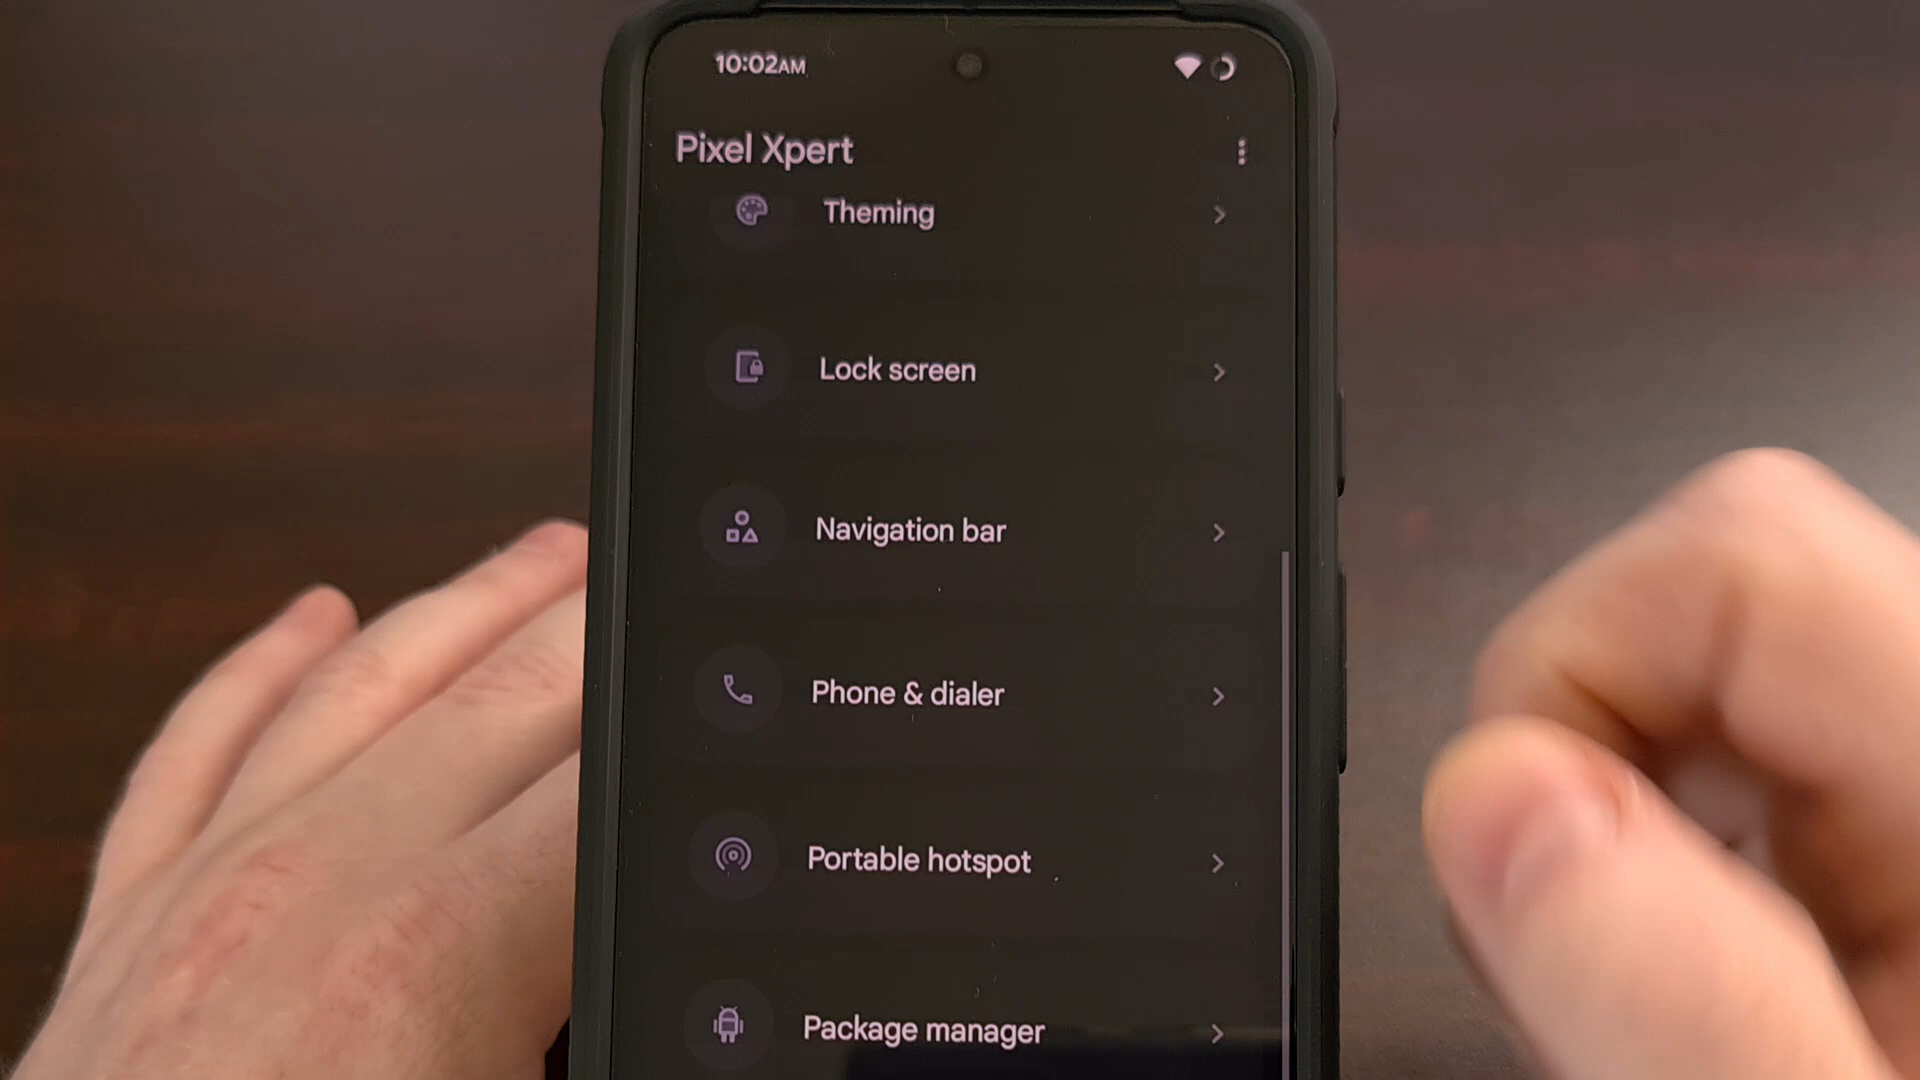 10:02AM
Pixel Xpert
Theming
Lock screen
Navigation bar
Phone & dialer
Portable hotspot
Package manager